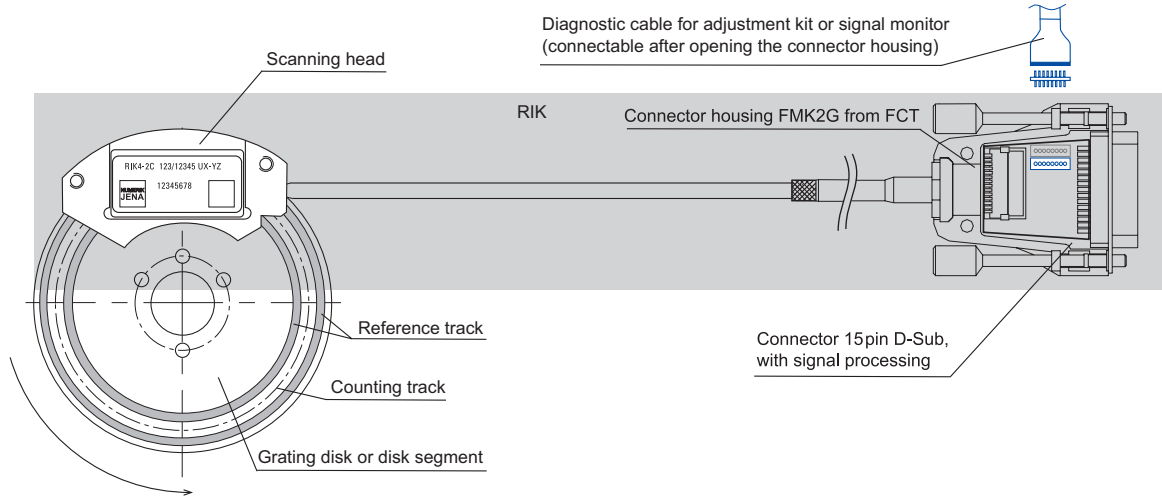 Diagnostic cable for adjustment kit or signal monitor
(connectable after opening the connector housing)
Scanning head
RIK
Connector housing FMK2G from FCT
RIK4-2C 123/12345 UX-YZ
NUMERIK
JENA
12345678
Reference track
Connector 15pin D-Sub,
with signal processing
Counting track
Grating disk or disk segment